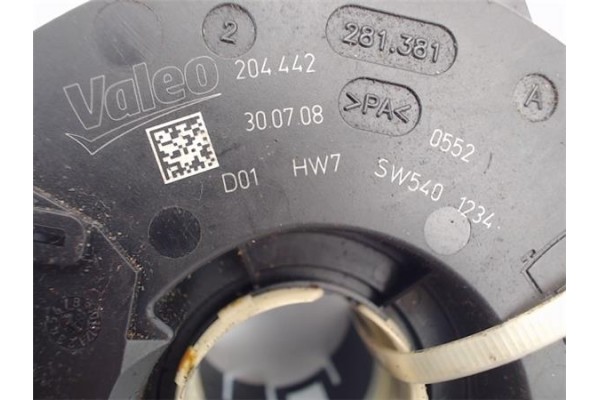 Valeo 204 442
2
281.381
30.07.08
>PA<
A
0552
D01 HW7 SW540 1234